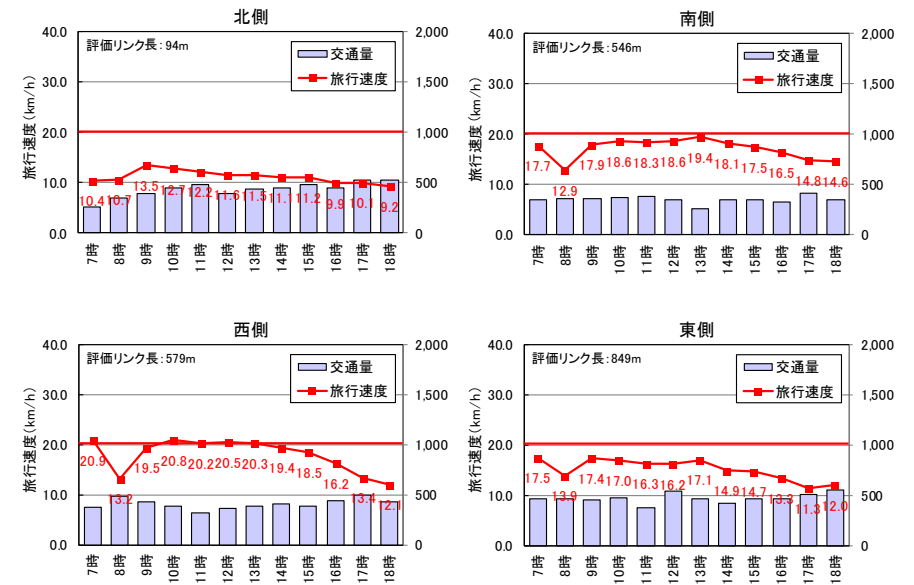 北側
評価リンク長:94m
交通量
旅行速度
旅行速度(km/h)
40.0
30.0
20.0
10.0
0.0
2,000
1,500
1,000
500
0
10.4
10.7
13.5
12.7
12.2
11.6
11.5
11.1
11.2
9.9
10.1
9.2
7時
8時
9時
10時
11時
12時
13時
14時
15時
16時
17時
18時
南側
評価リンク長:546m
交通量
旅行速度
旅行速度(km/h)
40.0
30.0
20.0
10.0
0.0
2,000
1,500
1,000
500
0
17.7
12.9
17.9
18.6
18.3
18.6
19.4
18.1
17.5
16.5
14.8
14.6
7時
8時
9時
10時
11時
12時
13時
14時
15時
16時
17時
18時
西側
評価リンク長:579m
交通量
旅行速度
旅行速度(km/h)
40.0
30.0
20.0
10.0
0.0
2,000
1,500
1,000
500
0
20.9
13.2
19.5
20.8
20.2
20.5
20.3
19.4
18.5
16.2
13.4
12.1
7時
8時
9時
10時
11時
12時
13時
14時
15時
16時
17時
18時
東側
評価リンク長:849m
交通量
旅行速度
旅行速度(km/h)
40.0
30.0
20.0
10.0
0.0
2,000
1,500
1,000
500
0
17.5
13.9
17.4
17.0
16.3
16.2
17.1
14.9
14.7
13.3
11.3
12.0
7時
8時
9時
10時
11時
12時
13時
14時
15時
16時
17時
18時